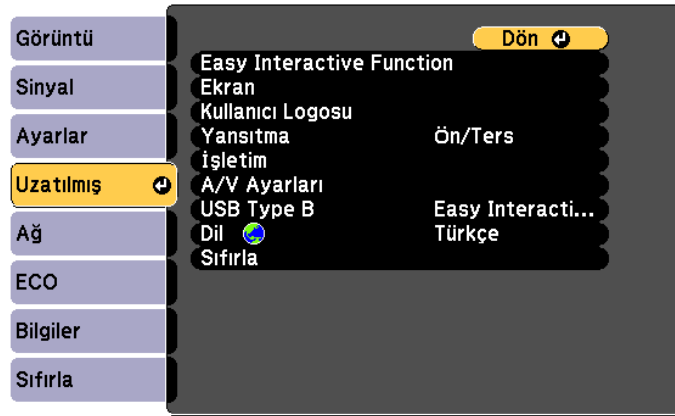 Görüntü
Sinyal
Ayarlar
Uzatılmış
Ağ
ECO
Bilgiler
Sıfırla
Dön
Easy Interactive Function
Ekran
Kullanıcı Logosu
Yansıtma Ön/Ters
İşletim
A/V Ayarları
USB Type B Easy Interacti...
Dil Türkçe
Sıfırla